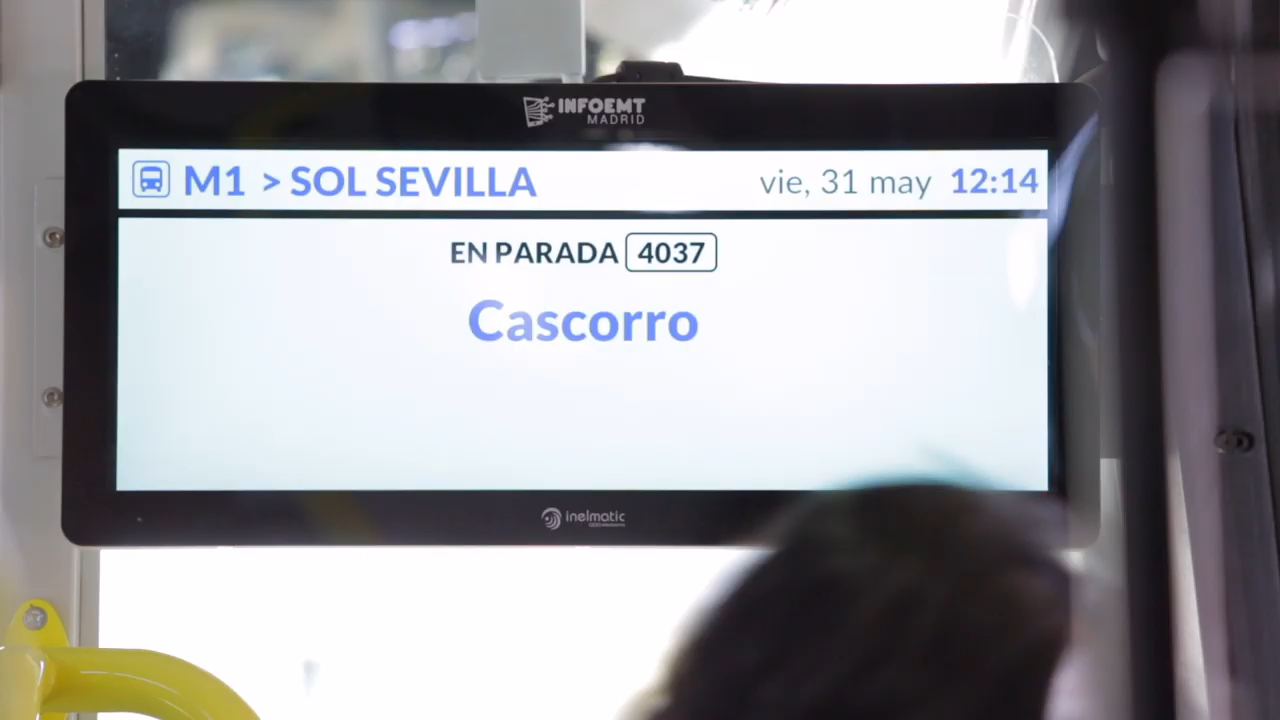 INFOEMT
MADRID
M1 > SOL SEVILLA vie, 31 may 12:14
EN PARADA 4037
Cascorro
inelmatic